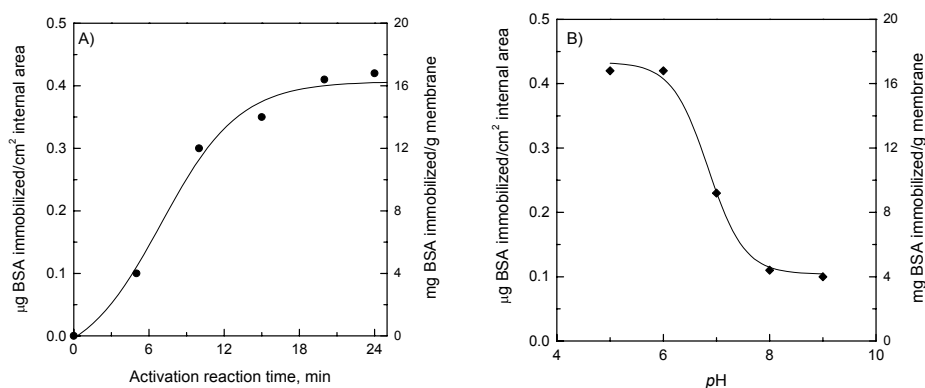 A)
µg BSA immobilized/cm² internal area
0.5
0.4
0.3
0.2
0.1
0.0
20
16
12
8
4
0
mg BSA immobilized/g membrane
0 6 12 18 24
Activation reaction time, min
B)
µg BSA immobilized/cm² internal area
0.5
0.4
0.3
0.2
0.1
0.0
20
16
12
8
4
0
mg BSA immobilized/g membrane
4 6 8 10
pH